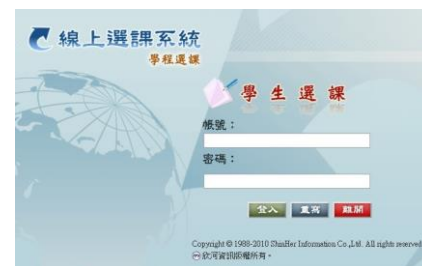 線上選課系統
學程選課
學生選課
帳號：
密碼：
登入 重寫 離開
Copyright © 1988-2010 ShinHer Information Co.,Ltd. All rights reserved
欣河資訊版權所有。